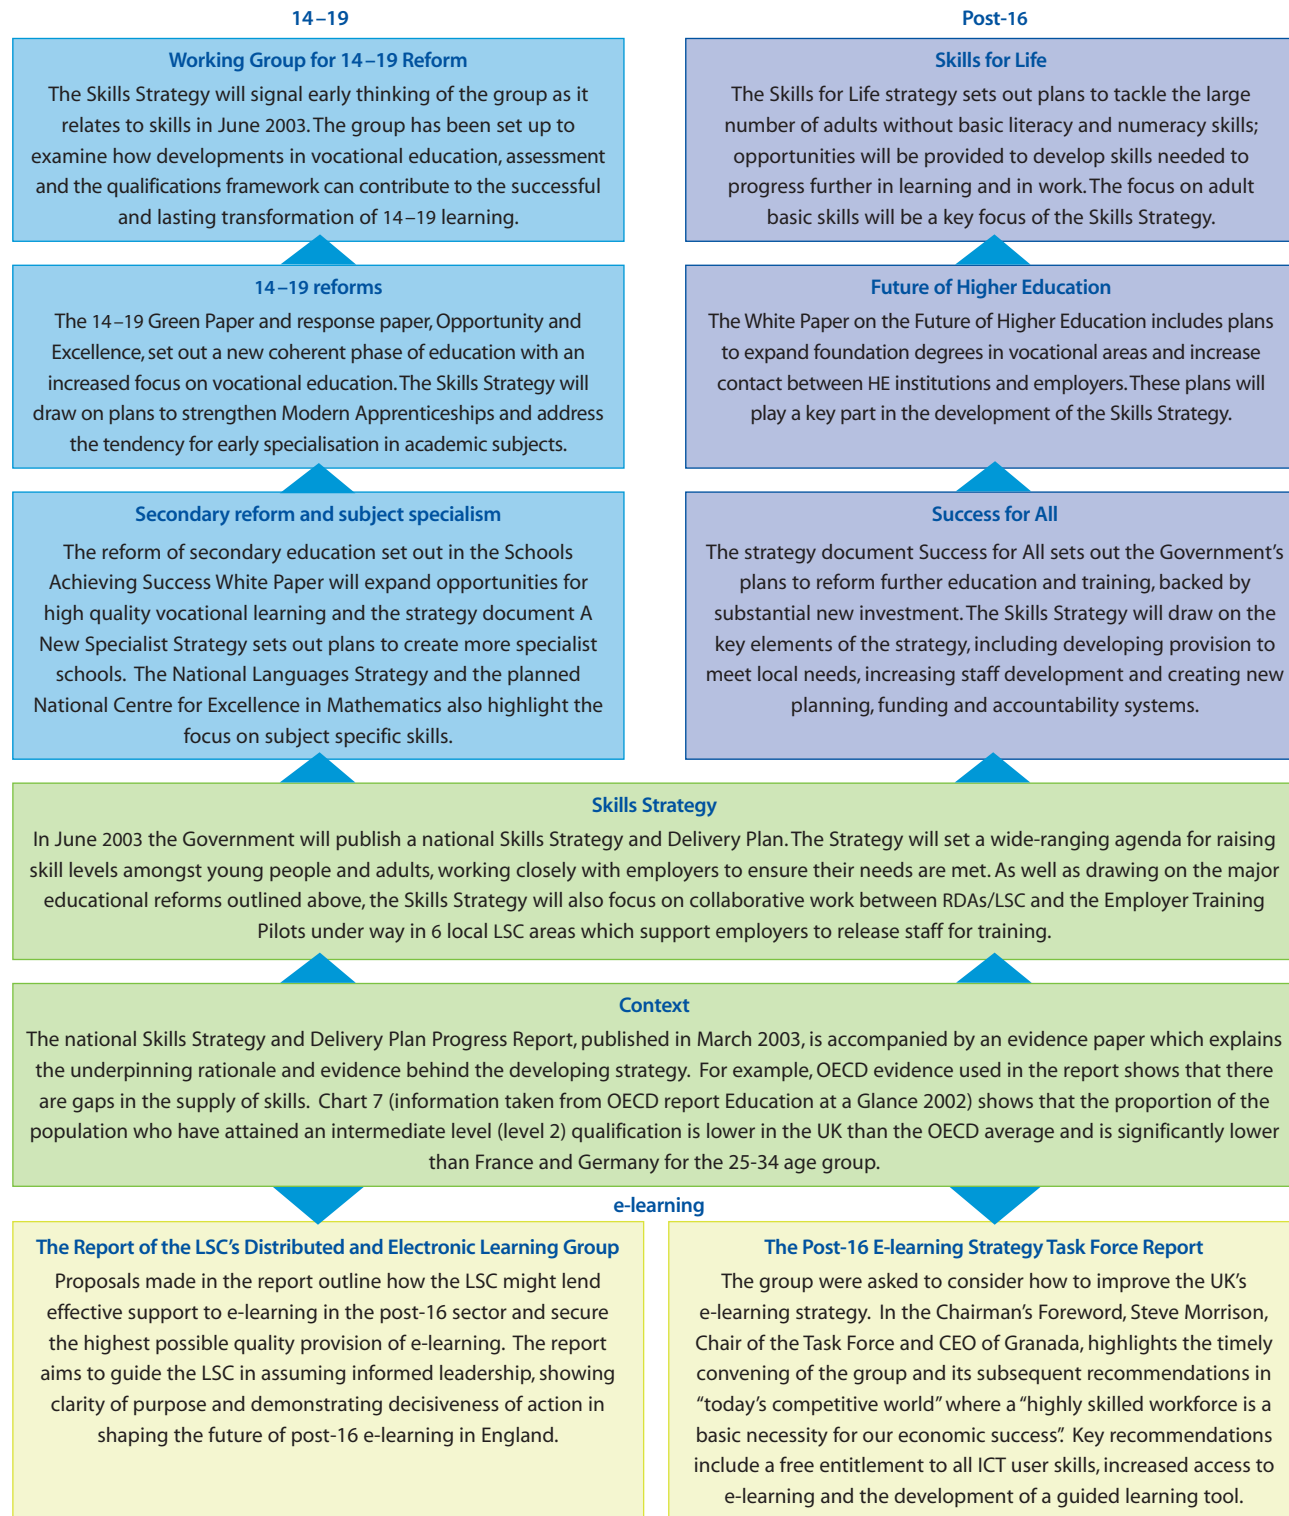 14–19
Working Group for 14–19 Reform
The Skills Strategy will signal early thinking of the group as it
relates to skills in June 2003. The group has been set up to
examine how developments in vocational education, assessment
and the qualifications framework can contribute to the successful
and lasting transformation of 14–19 learning.
14–19 reforms
The 14–19 Green Paper and response paper, Opportunity and
Excellence, set out a new coherent phase of education with an
increased focus on vocational education. The Skills Strategy will
draw on plans to strengthen Modern Apprenticeships and address
the tendency for early specialisation in academic subjects.
Secondary reform and subject specialism
The reform of secondary education set out in the Schools
Achieving Success White Paper will expand opportunities for
high quality vocational learning and the strategy document A
New Specialist Strategy sets out plans to create more specialist
schools. The National Languages Strategy and the planned
National Centre for Excellence in Mathematics also highlight the
focus on subject specific skills.
Post-16
Skills for Life
The Skills for Life strategy sets out plans to tackle the large
number of adults without basic literacy and numeracy skills;
opportunities will be provided to develop skills needed to
progress further in learning and in work. The focus on adult
basic skills will be a key focus of the Skills Strategy.
Future of Higher Education
The White Paper on the Future of Higher Education includes plans
to expand foundation degrees in vocational areas and increase
contact between HE institutions and employers. These plans will
play a key part in the development of the Skills Strategy.
Success for All
The strategy document Success for All sets out the Government's
plans to reform further education and training, backed by
substantial new investment. The Skills Strategy will draw on the
key elements of the strategy, including developing provision to
meet local needs, increasing staff development and creating new
planning, funding and accountability systems.
Skills Strategy
In June 2003 the Government will publish a national Skills Strategy and Delivery Plan. The Strategy will set a wide-ranging agenda for raising
skill levels amongst young people and adults, working closely with employers to ensure their needs are met. As well as drawing on the major
educational reforms outlined above, the Skills Strategy will also focus on collaborative work between RDAs/LSC and the Employer Training
Pilots under way in 6 local LSC areas which support employers to release staff for training.
Context
The national Skills Strategy and Delivery Plan Progress Report, published in March 2003, is accompanied by an evidence paper which explains
the underpinning rationale and evidence behind the developing strategy. For example, OECD evidence used in the report shows that there
are gaps in the supply of skills. Chart 7 (information taken from OECD report Education at a Glance 2002) shows that the proportion of the
population who have attained an intermediate level (level 2) qualification is lower in the UK than the OECD average and is significantly lower
than France and Germany for the 25-34 age group.
e-learning
The Report of the LSC's Distributed and Electronic Learning Group
Proposals made in the report outline how the LSC might lend
effective support to e-learning in the post-16 sector and secure
the highest possible quality provision of e-learning. The report
aims to guide the LSC in assuming informed leadership, showing
clarity of purpose and demonstrating decisiveness of action in
shaping the future of post-16 e-learning in England.
The Post-16 E-learning Strategy Task Force Report
The group were asked to consider how to improve the UK's
e-learning strategy. In the Chairman's Foreword, Steve Morrison,
Chair of the Task Force and CEO of Granada, highlights the timely
convening of the group and its subsequent recommendations in
"today's competitive world" where a "highly skilled workforce is a
basic necessity for our economic success". Key recommendations
include a free entitlement to all ICT user skills, increased access to
e-learning and the development of a guided learning tool.